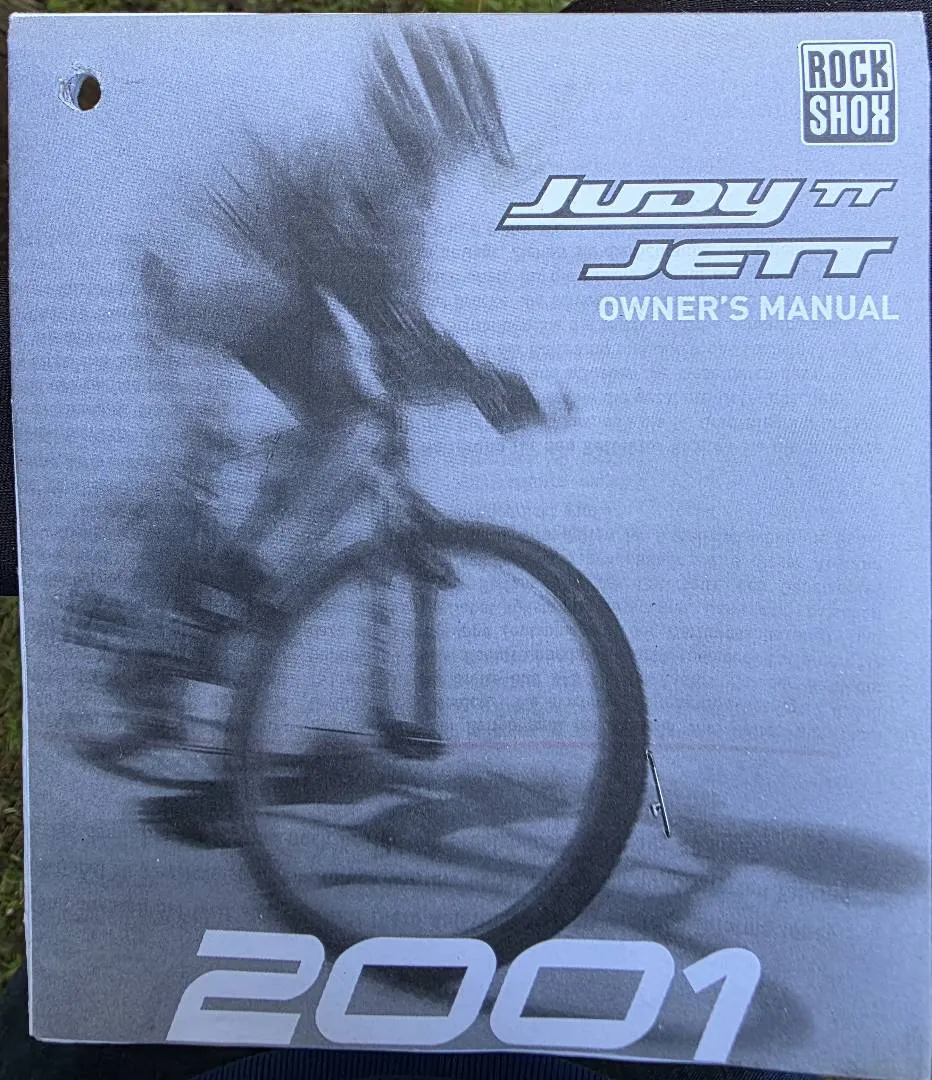 ROCK
SHOX
JUDY TT
JETT
OWNER'S MANUAL
2001